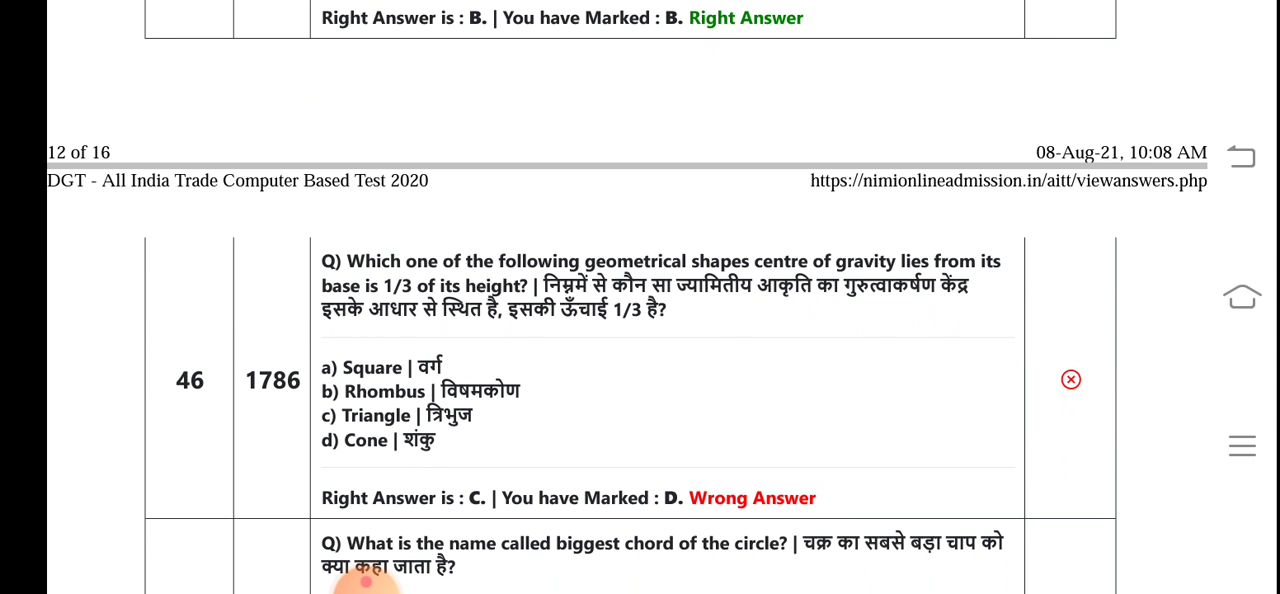 Right Answer is : B. | You have Marked : B. Right Answer
12 of 16
08-Aug-21, 10:08 AM
DGT - All India Trade Computer Based Test 2020
https://nimionlineadmission.in/aitt/viewanswers.php
Q) Which one of the following geometrical shapes centre of gravity lies from its
base is 1/3 of its height? | निम्नमें से कौन सा ज्यामितीय आकृति का गुरुत्वाकर्षण केंद्र
इसके आधार से स्थित है, इसकी ऊँचाई 1/3 है?
46
1786
a) Square | वर्ग
b) Rhombus | विषमकोण
c) Triangle | त्रिभुज
d) Cone | शंकु
Right Answer is : C. | You have Marked : D. Wrong Answer
Q) What is the name called biggest chord of the circle? | चक्र का सबसे बड़ा चाप को
क्या कहा जाता है?